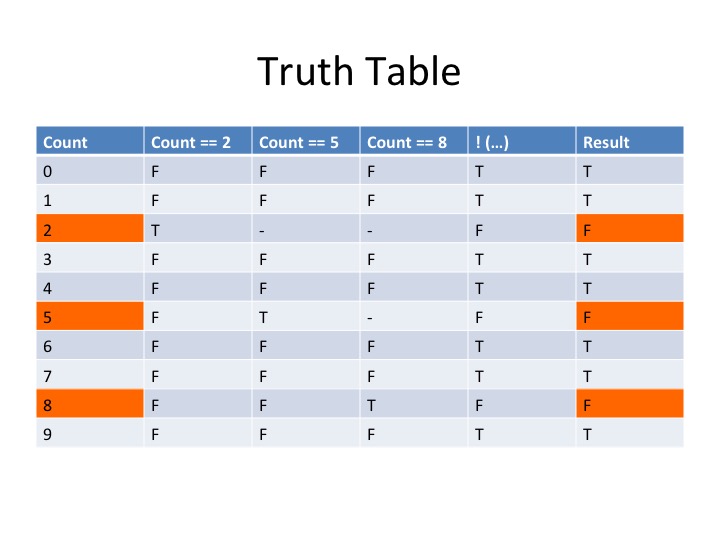 Truth Table
Count Count == 2 Count == 5 Count == 8 ! (…) Result
0 F F F T T
1 F F F T T
2 T - - F F
3 F F F T T
4 F F F T T
5 F T - F F
6 F F F T T
7 F F F T T
8 F F T F F
9 F F F T T